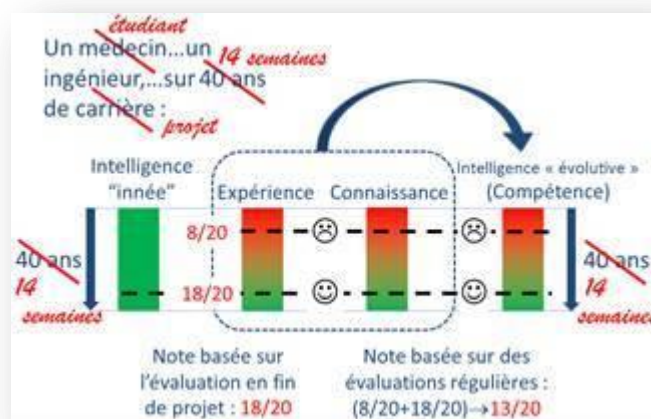 étudiant
Un médecin...un 14 semaines
ingénieur,...sur 40 ans
de carrière :
projet
Intelligence
"innée"
Expérience
Connaissance
Intelligence « évolutive »
(Compétence)
8/20
18/20
40 ans
14
semaines
40 ans
14
semaines
Note basée sur
l'évaluation en fin
de projet : 18/20
Note basée sur des
évaluations régulières :
(8/20+18/20)→13/20